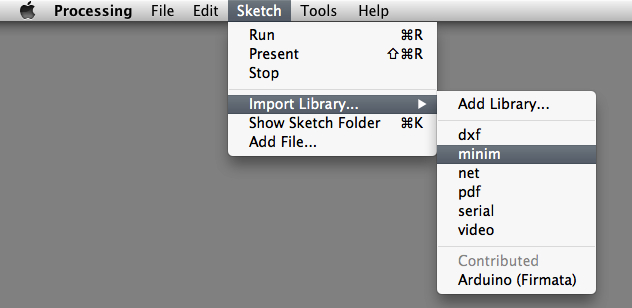 Processing File Edit Sketch Tools Help
Run ⌘R
Present ⇧⌘R
Stop
Import Library... ▶
Show Sketch Folder ⌘K
Add File...
Add Library...
dxf
minim
net
pdf
serial
video
Contributed
Arduino (Firmata)